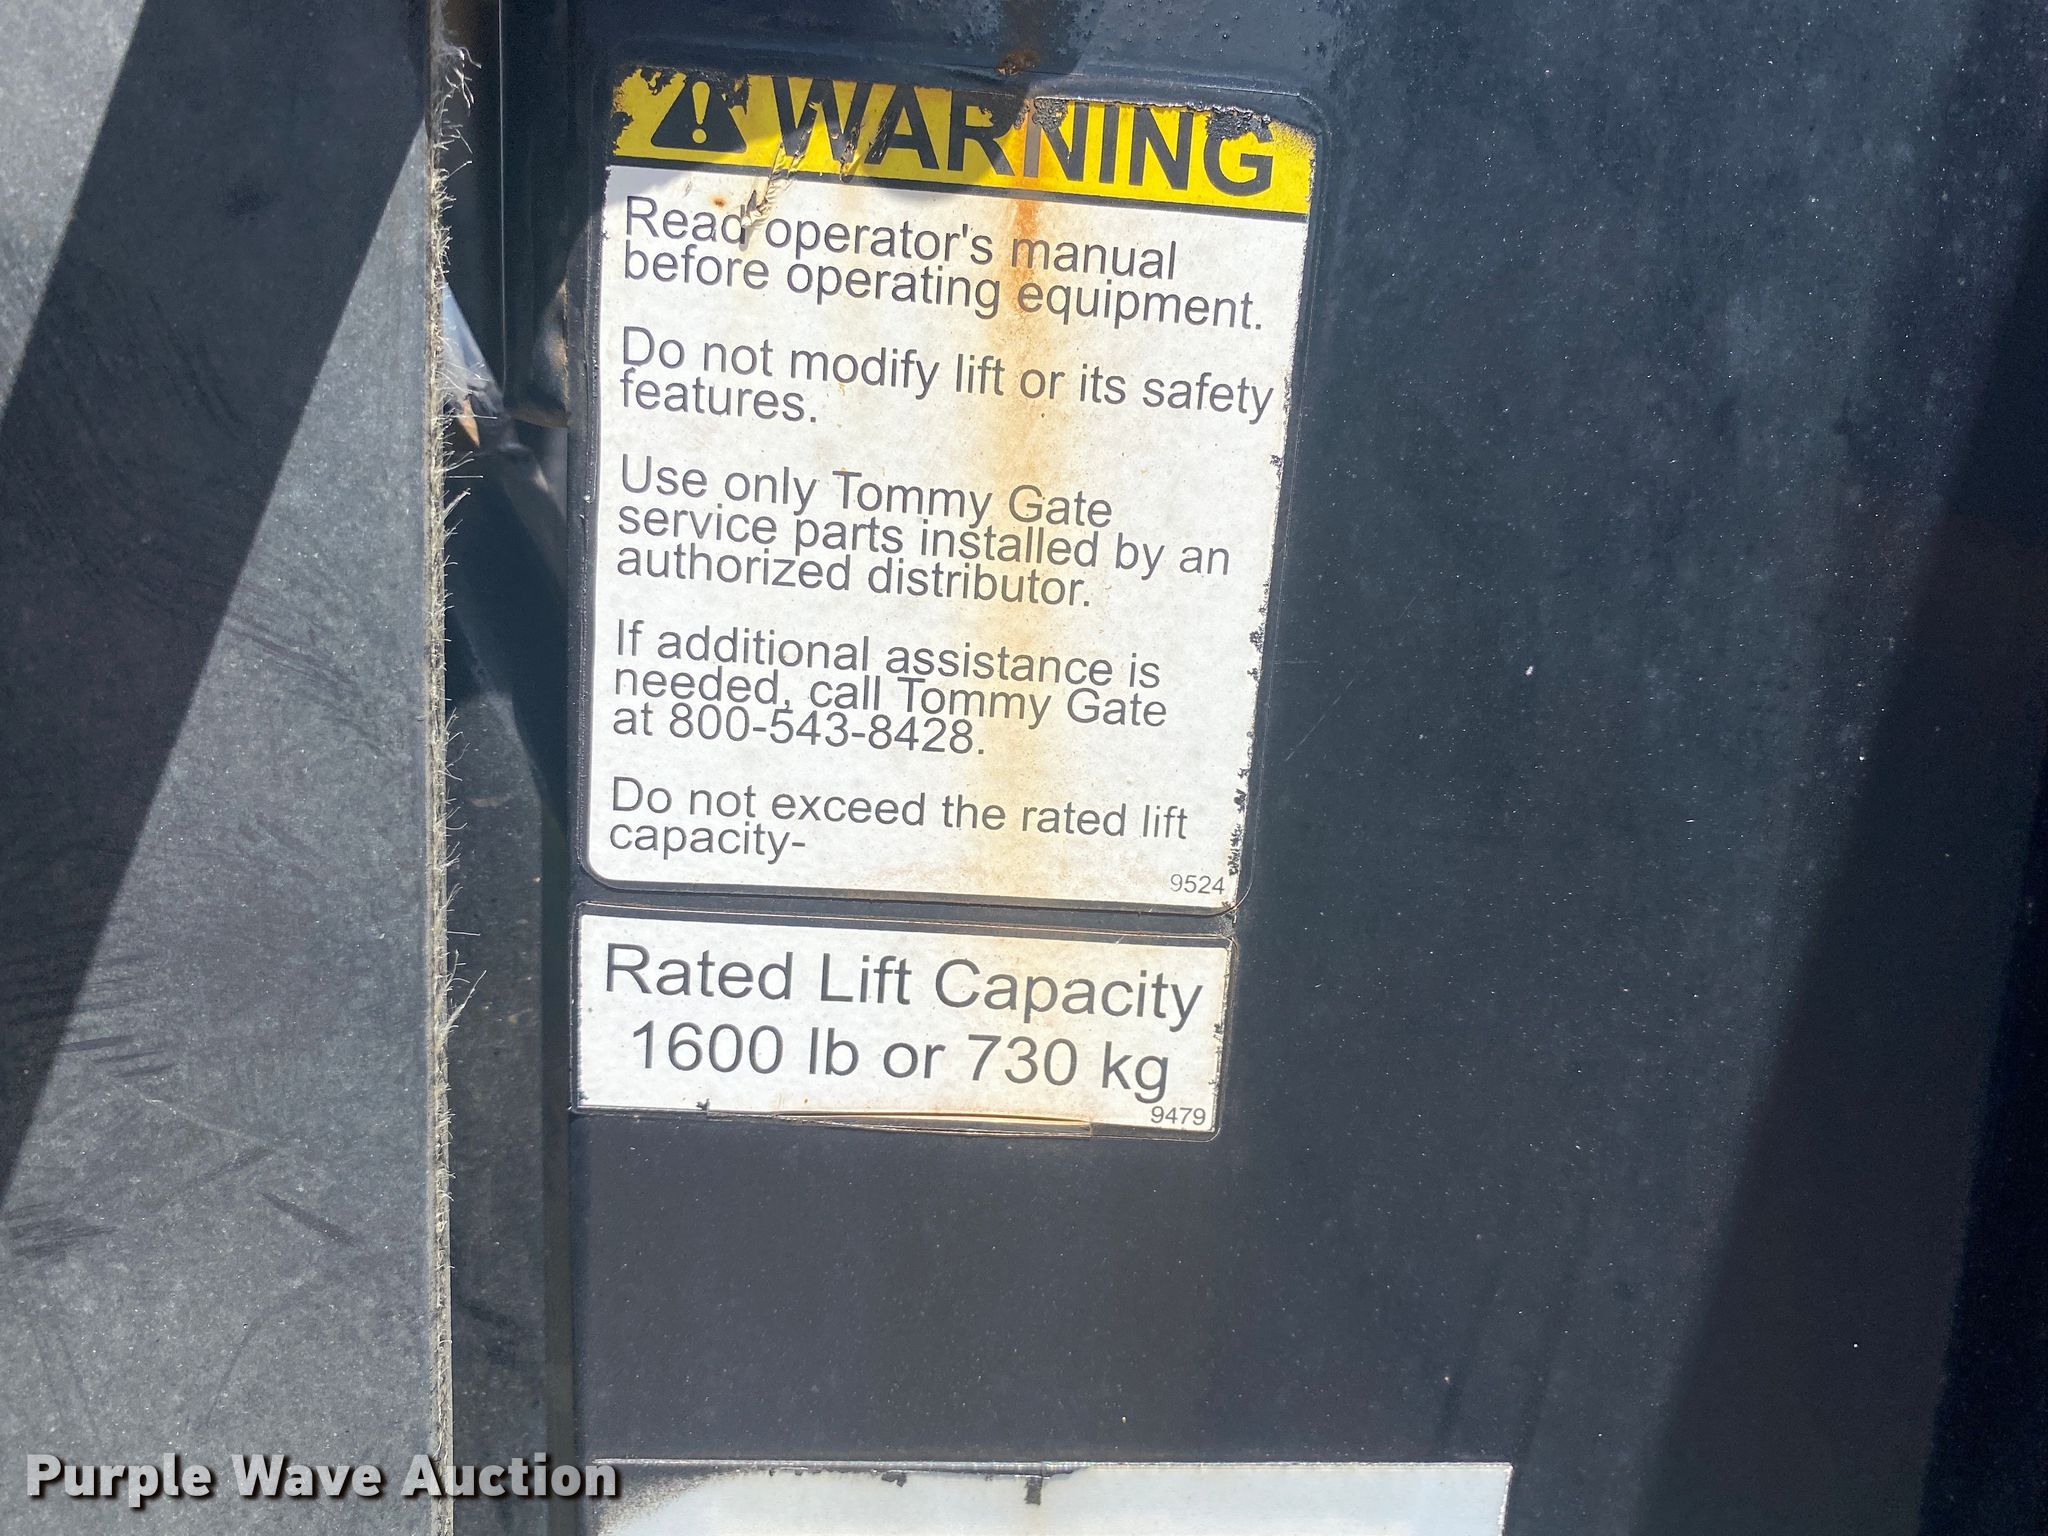 WARNING
Read operator's manual
before operating equipment.
Do not modify lift or its safety
features.
Use only Tommy Gate
service parts installed by an
authorized distributor.
If additional assistance is
needed, call Tommy Gate
at 800-543-8428.
Do not exceed the rated lift
capacity-
9524
Rated Lift Capacity
1600 lb or 730 kg
9479
Purple Wave Auction